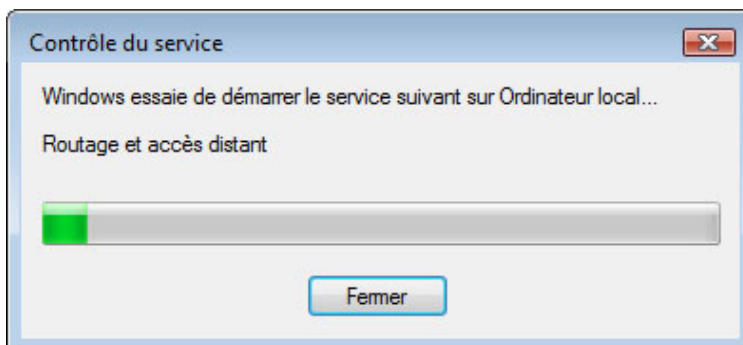 Contrôle du service
Windows essaie de démarrer le service suivant sur Ordinateur local...
Routage et accès distant
Fermer